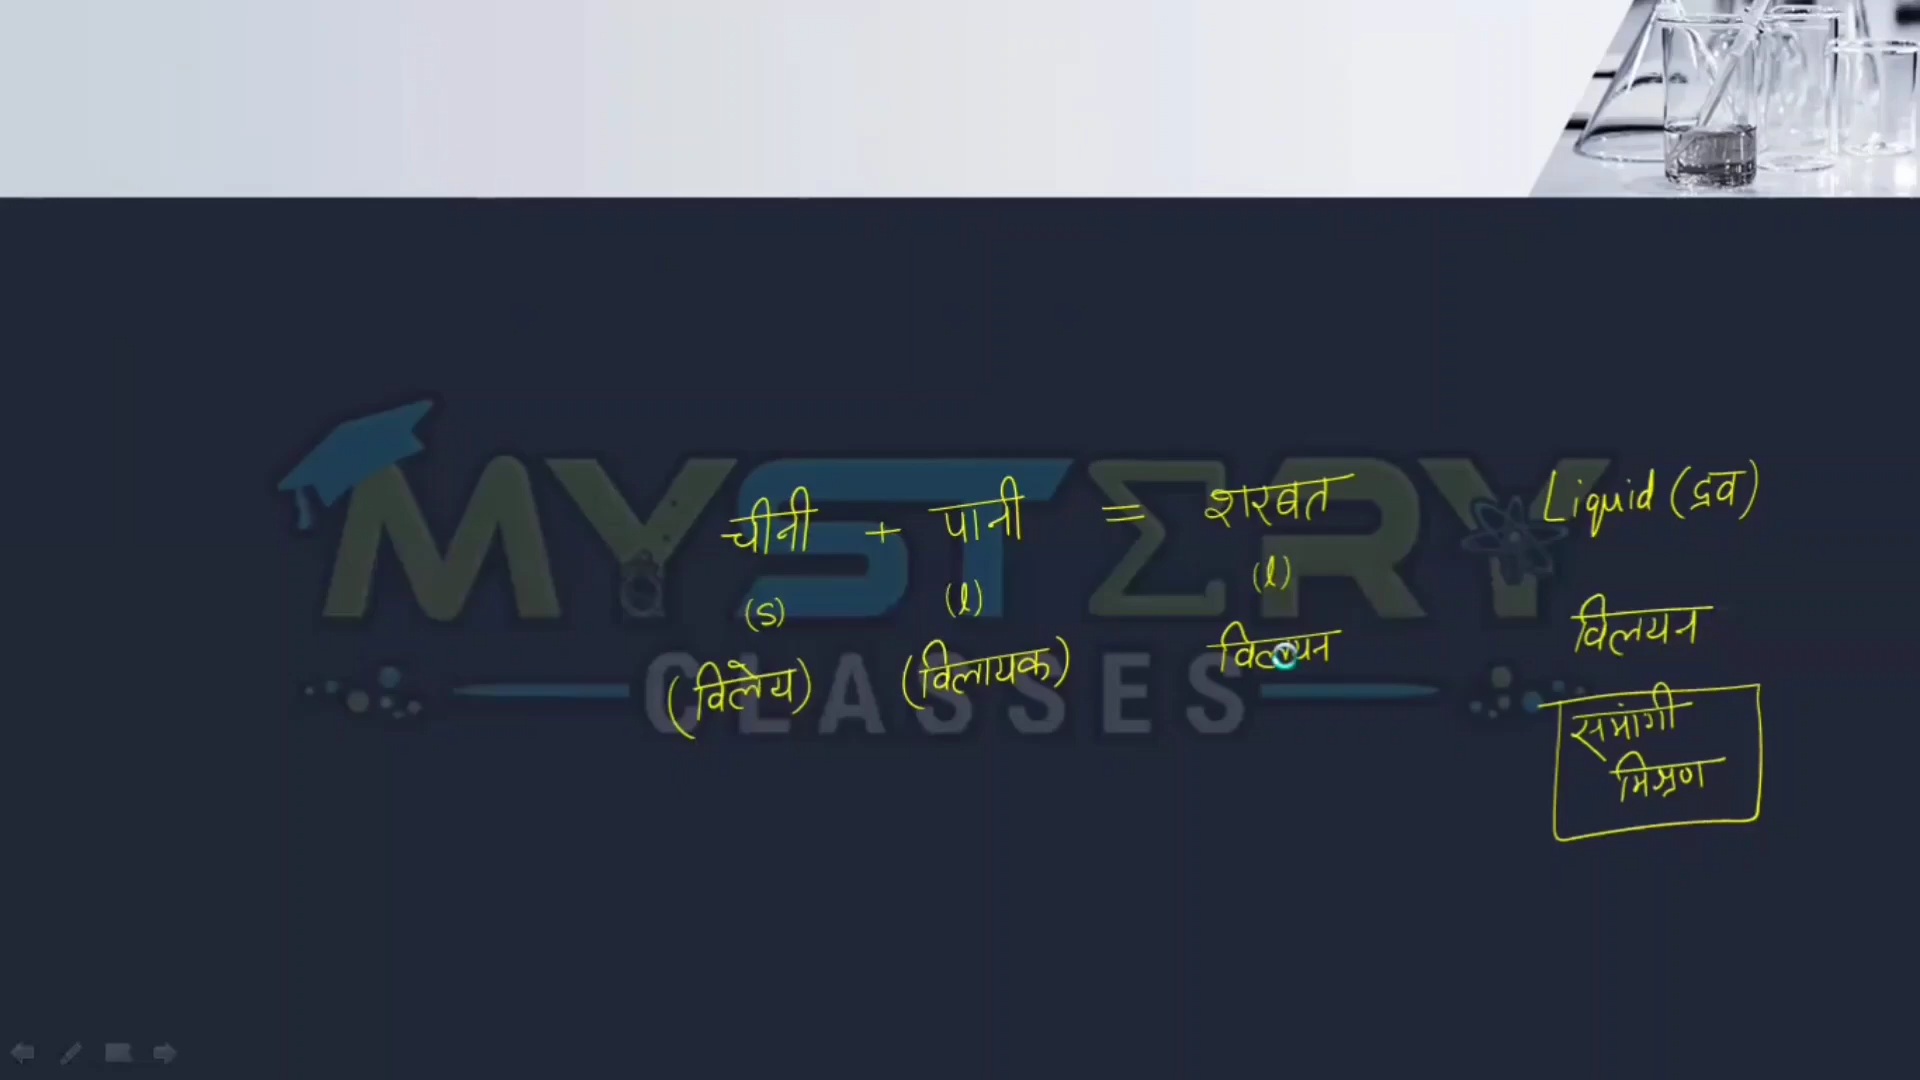 चीनी + पानी = शरबत Liquid (द्रव)
(s) (l) (l)
(विलेय) (विलायक) विलयन विलयन
समांगी
मिश्रण
MYSTERY
CLASSES